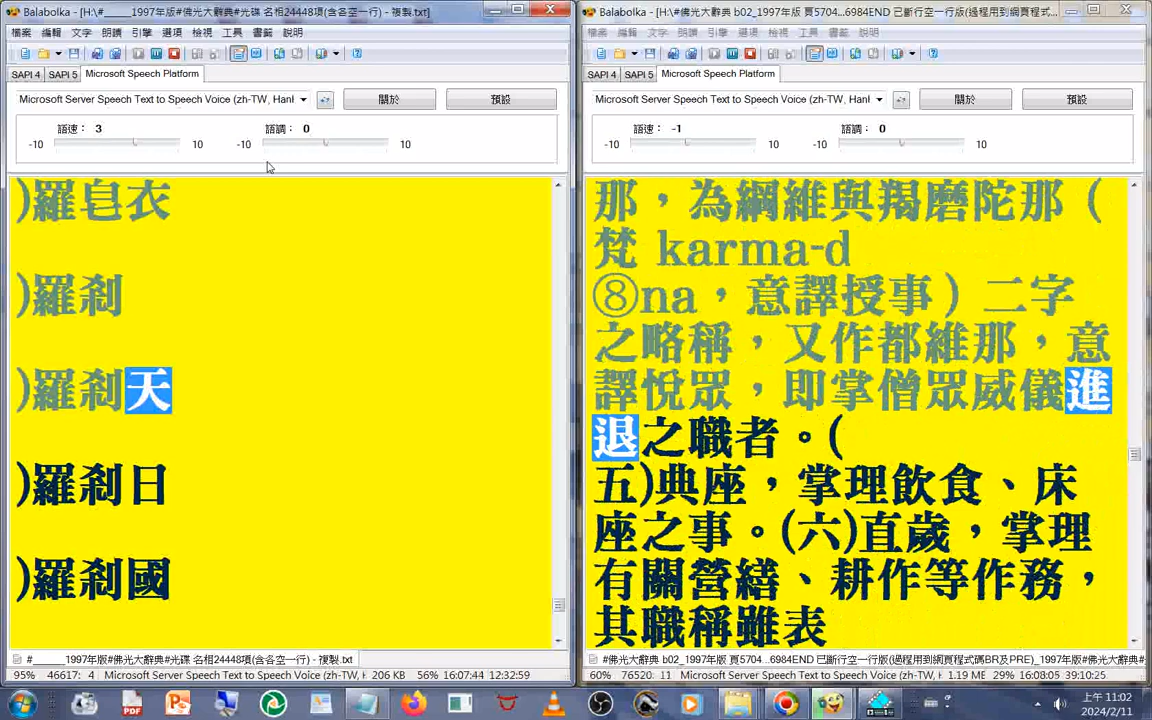 Balabolka - [H:\#_____1997年版#佛光大辭典#光碟 名相24448項(含各空一行) - 複製.txt]
檔案 編輯 文字 朗讀 引擎 選項 檢視 工具 書籤 說明
SAPI 4 SAPI 5 Microsoft Speech Platform
Microsoft Server Speech Text to Speech Voice (zh-TW, Hanl
關於 預設
語速： 3 語調： 0
-10 10 -10 10
)羅皂衣
)羅剎
)羅剎天
)羅剎日
)羅剎國
#_____1997年版#佛光大辭典#光碟 名相24448項(含各空一行) - 複製.txt
95% 46617: 4 Microsoft Server Speech Text to Speech Voice (zh-TW, H 206 KB 56% 16:07:44 12:32:59
Balabolka - [H:\#佛光大辭典 b02_1997年版 頁5704...6984END 已斷行空一行版(過程用到網頁程式...
檔案 編輯 文字 朗讀 引擎 選項 檢視 工具 書籤 說明
SAPI 4 SAPI 5 Microsoft Speech Platform
Microsoft Server Speech Text to Speech Voice (zh-TW, Hanl
關於 預設
語速： -1 語調： 0
-10 10 -10 10
那，為綱維與羯磨陀那（
梵 karma-d
⑧na，意譯授事）二字
之略稱，又作都維那，意
譯悅眾，即掌僧眾威儀進
退之職者。(
五)典座，掌理飲食、床
座之事。(六)直歲，掌理
有關營繕、耕作等作務，
其職稱雖表
#佛光大辭典 b02_1997年版 頁5704...6984END 已斷行空一行版(過程用到網頁程式碼BR及PRE)_1997年版#佛光大辭典#
60% 76520: 11 Microsoft Server Speech Text to Speech Voice (zh-TW, H 1.19 MB 29% 16:08:05 39:10:25
上午 11:02
2024/2/11